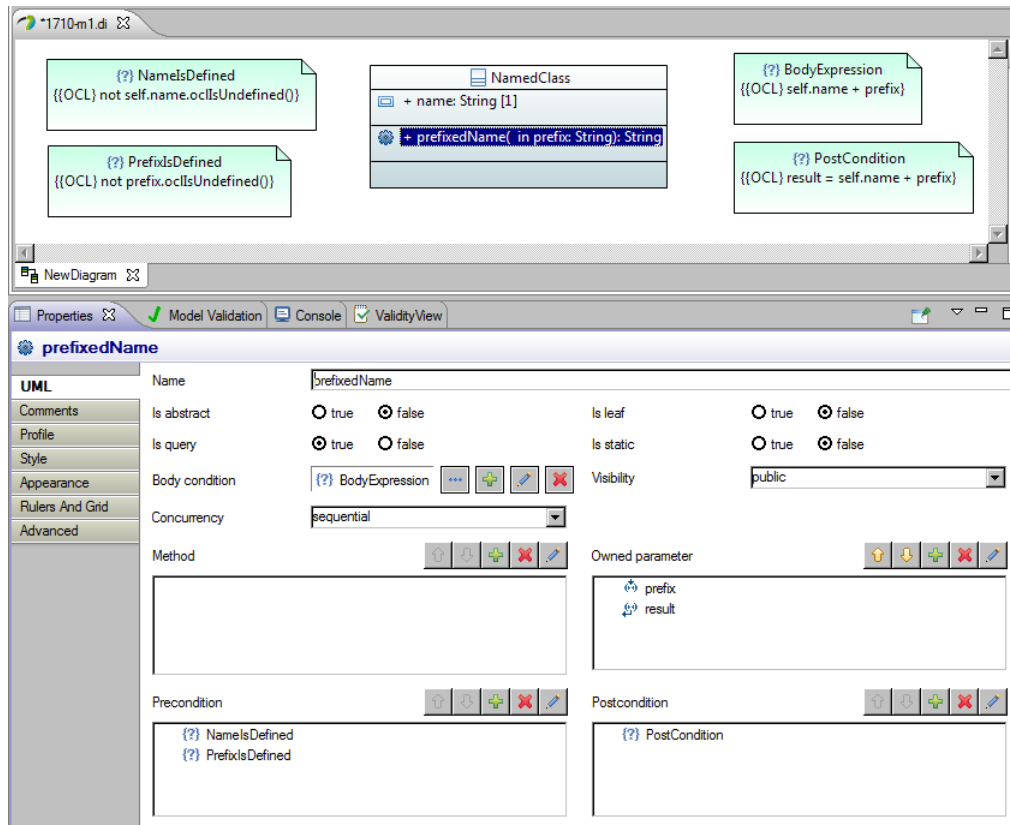 *1710-m1.di
{?} NameIsDefined
{{OCL} not self.name.oclIsUndefined()}
NamedClass
+ name: String [1]
+ prefixedName(  in prefix: String): String
{?} BodyExpression
{{OCL} self.name + prefix}
{?} PrefixIsDefined
{{OCL} not prefix.oclIsUndefined()}
{?} PostCondition
{{OCL} result = self.name + prefix}
NewDiagram
Properties Model Validation Console ValidityView
prefixedName
UML
Comments
Profile
Style
Appearance
Rulers And Grid
Advanced
Name prefixedName
Is abstract true false Is leaf true false
Is query true false Is static true false
Body condition {?} BodyExpression Visibility public
Concurrency sequential
Method Owned parameter
prefix
result
Precondition Postcondition
{?} NameIsDefined {?} PostCondition
{?} PrefixIsDefined